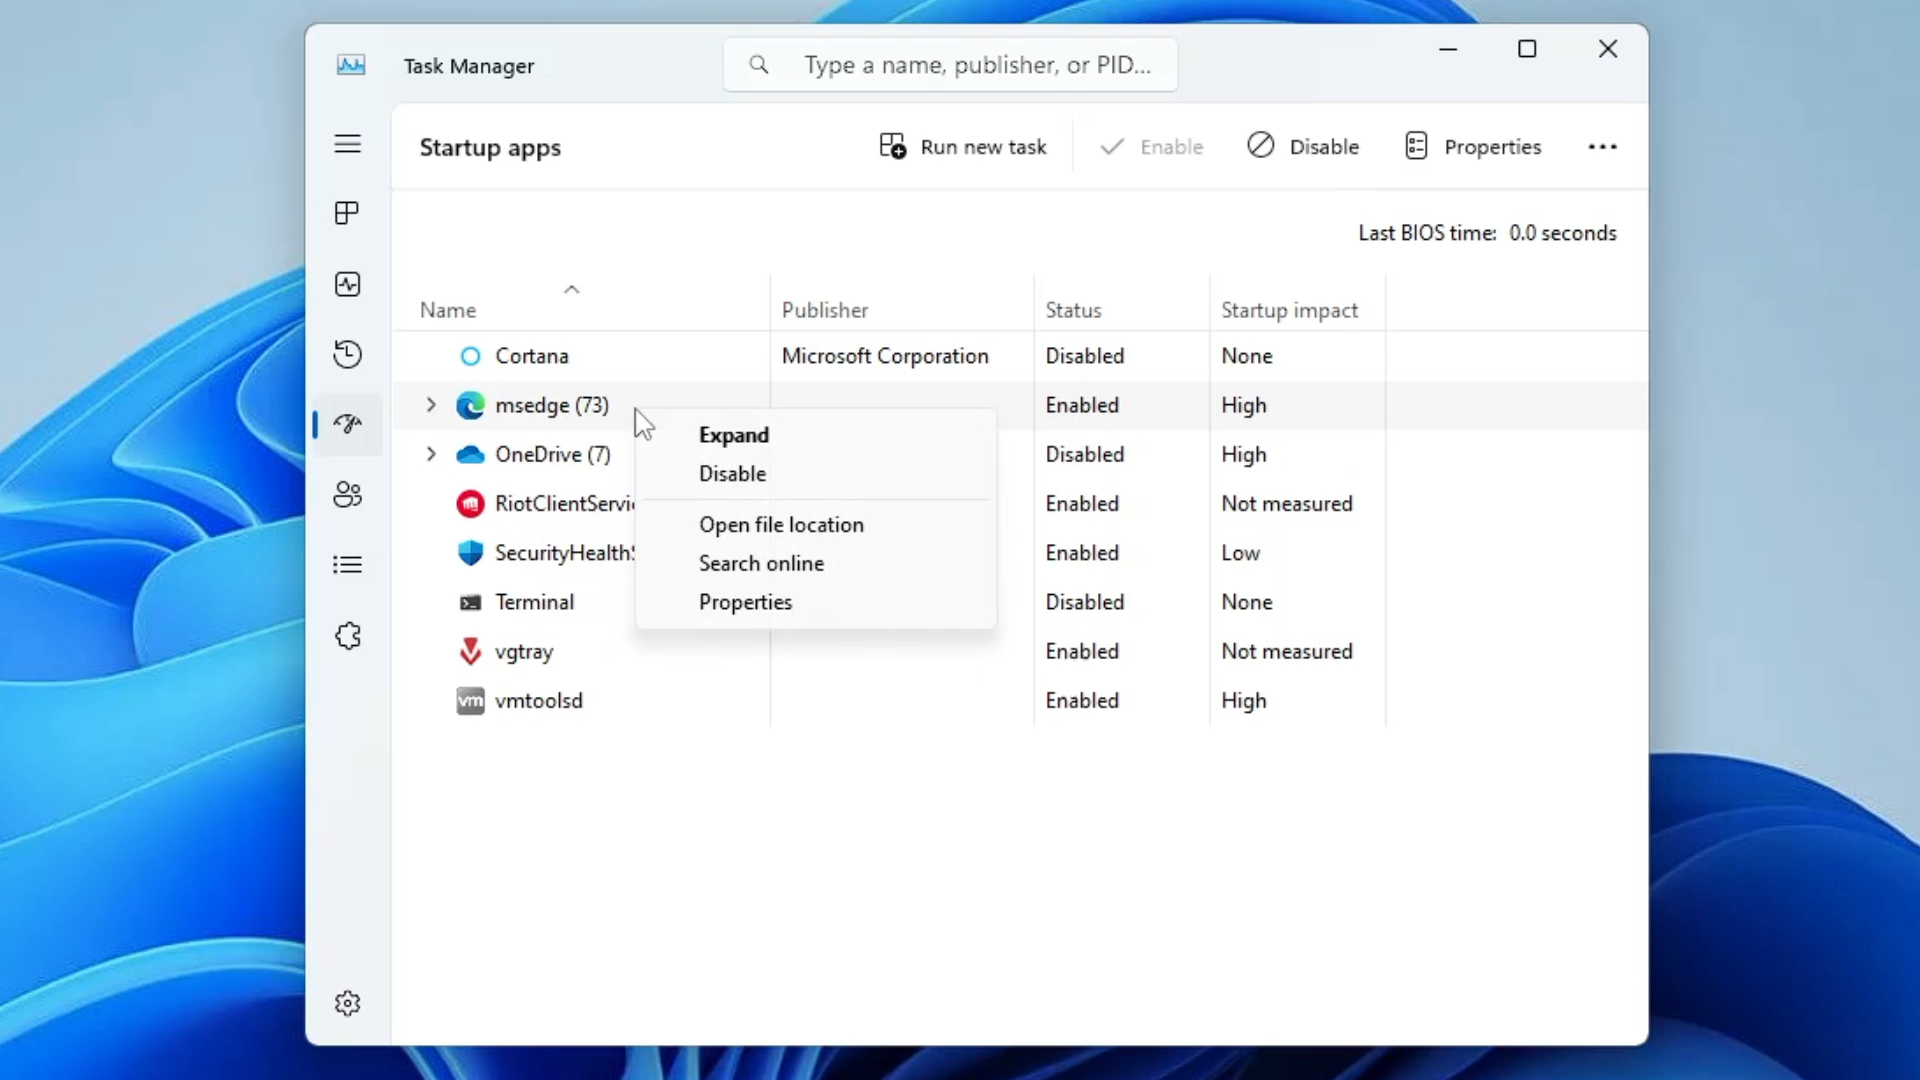 Task Manager
Type a name, publisher, or PID...
Startup apps
Run new task
Enable
Disable
Properties
Last BIOS time: 0.0 seconds
Name Publisher Status Startup impact
Cortana Microsoft Corporation Disabled None
msedge (73) Enabled High
Expand
OneDrive (7) Disabled High
Disable
RiotClientServic Enabled Not measured
Open file location
SecurityHealthS Enabled Low
Search online
Terminal Disabled None
Properties
vgtray Enabled Not measured
vm vmtoolsd Enabled High